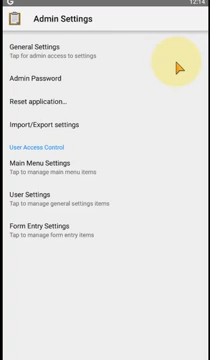 G 12:14
Admin Settings
General Settings
Tap for admin access to settings
Admin Password
Reset application...
Import/Export settings
User Access Control
Main Menu Settings
Tap to manage main menu items
User Settings
Tap to manage general settings items
Form Entry Settings
Tap to manage form entry items